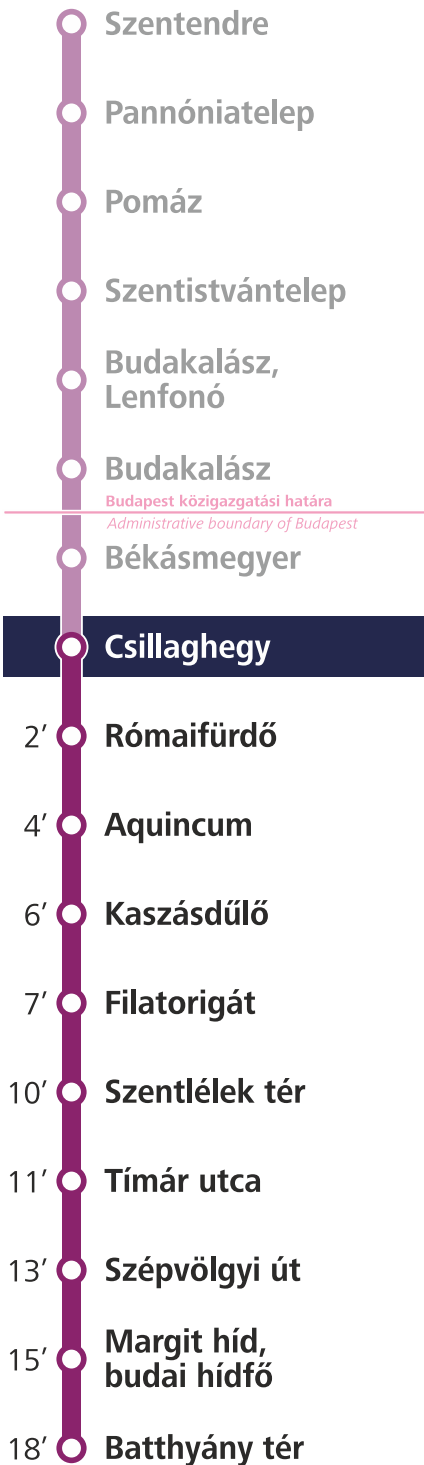 Szentendre
Pannóniatelep
Pomáz
Szentistvántelep
Budakalász,
Lenfonó
Budakalász
Budapest közigazgatási határa
Administrative boundary of Budapest
Békásmegyer
Csillaghegy
2’ Rómaifürdő
4’ Aquincum
6’ Kaszásdűlő
7’ Filatorigát
10’ Szentlélek tér
11’ Tímár utca
13’ Szépvölgyi út
15’ Margit híd,
budai hídfő
18’ Batthyány tér